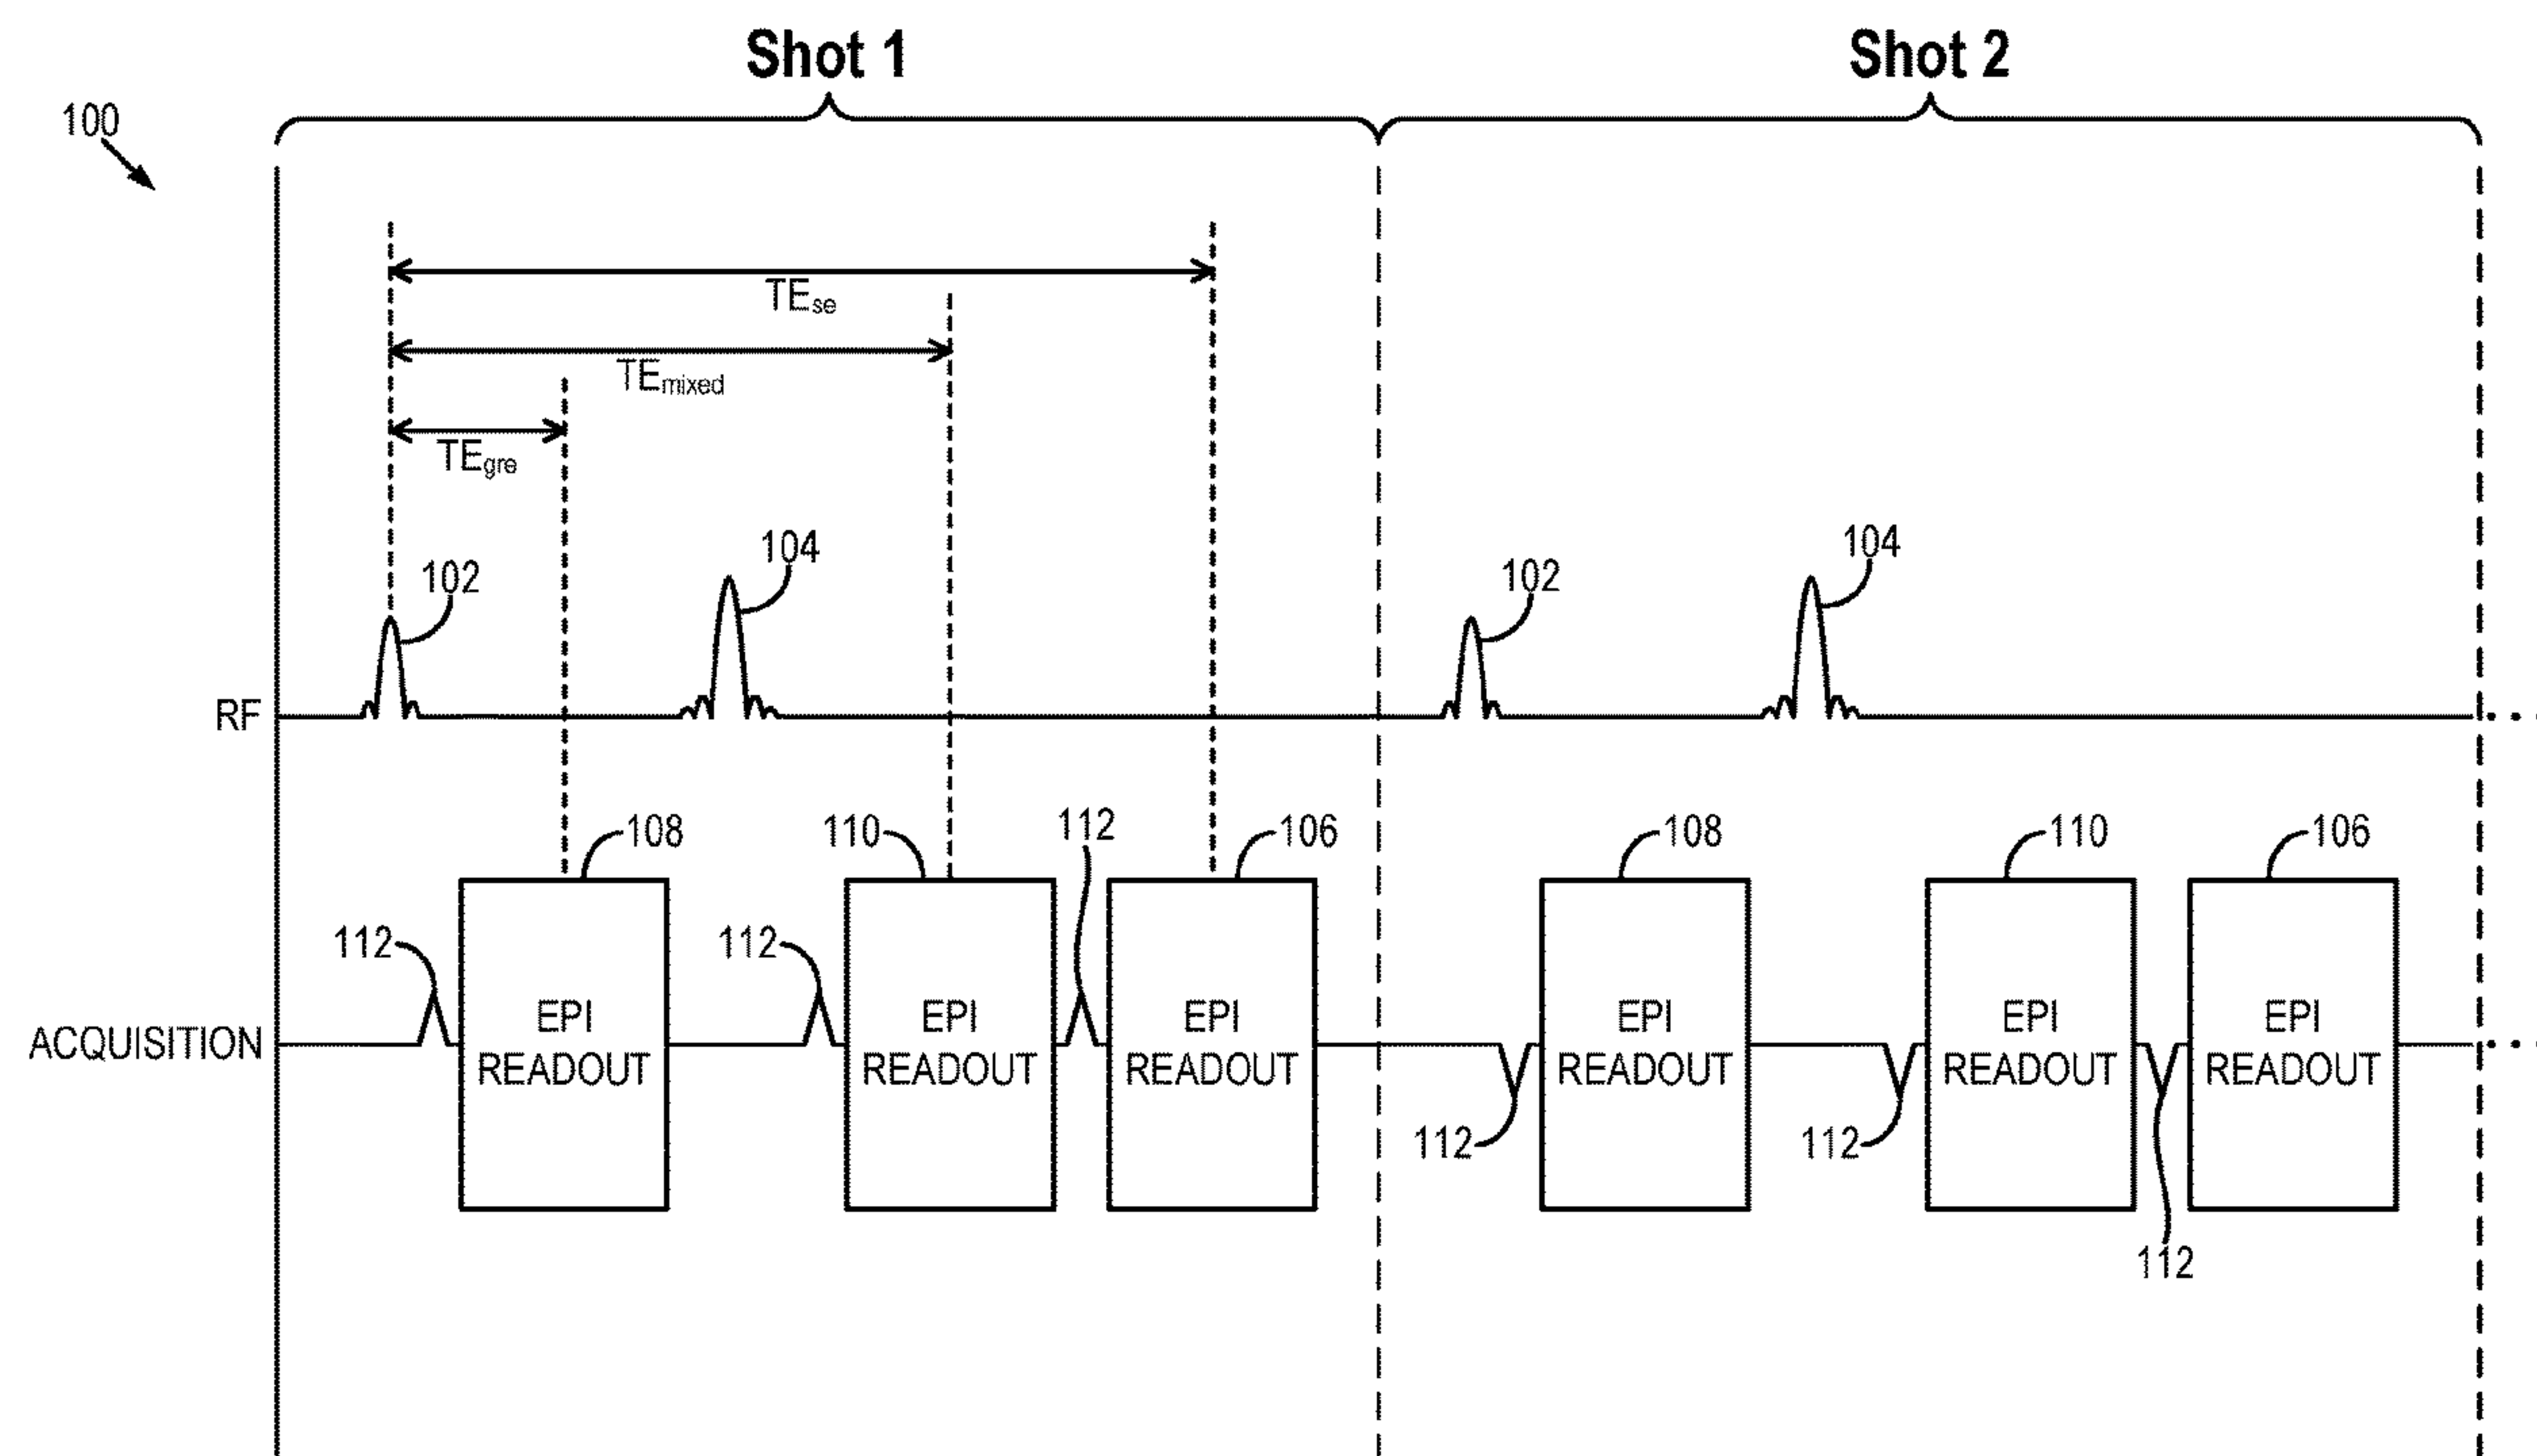 Shot 1
Shot 2
100
TEse
TEmixed
TEgre
104
104
102
102
RF
108
110
112
106
108
110
106
112
112
EPI
READOUT
EPI
READOUT
EPI
READOUT
EPI
READOUT
EPI
READOUT
EPI
READOUT
ACQUISITION
112
112
112